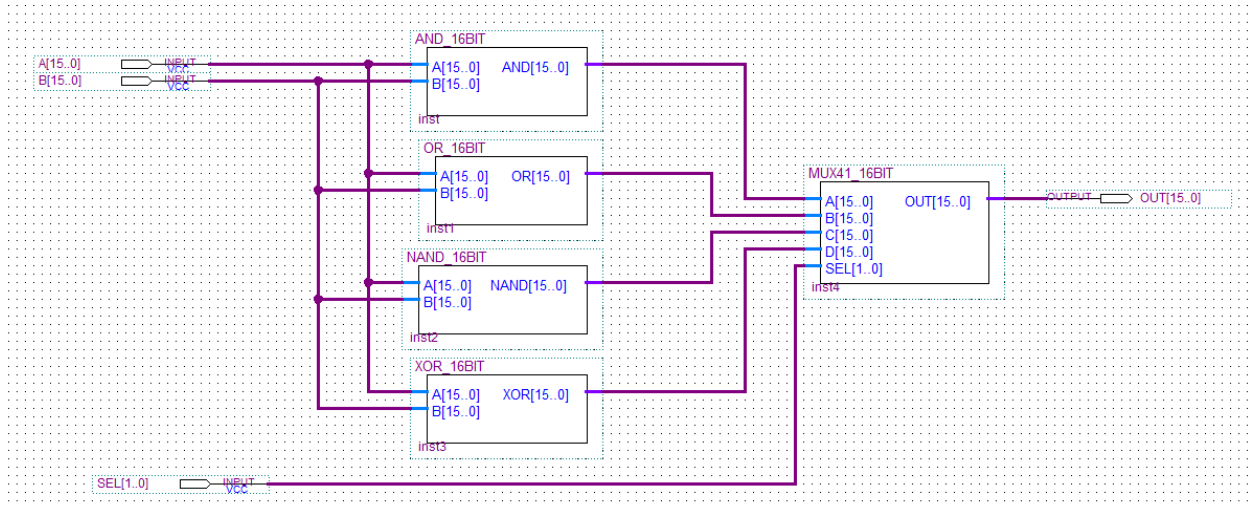 A[15..0] INPUT VCC
B[15..0] INPUT VCC
AND_16BIT
A[15..0] AND[15..0]
B[15..0]
inst
OR_16BIT
A[15..0] OR[15..0]
B[15..0]
inst1
NAND_16BIT
A[15..0] NAND[15..0]
B[15..0]
inst2
XOR_16BIT
A[15..0] XOR[15..0]
B[15..0]
inst3
MUX41_16BIT
A[15..0] OUT[15..0]
B[15..0]
C[15..0]
D[15..0]
SEL[1..0]
inst4
OUTPUT OUT[15..0]
SEL[1..0] INPUT VCC